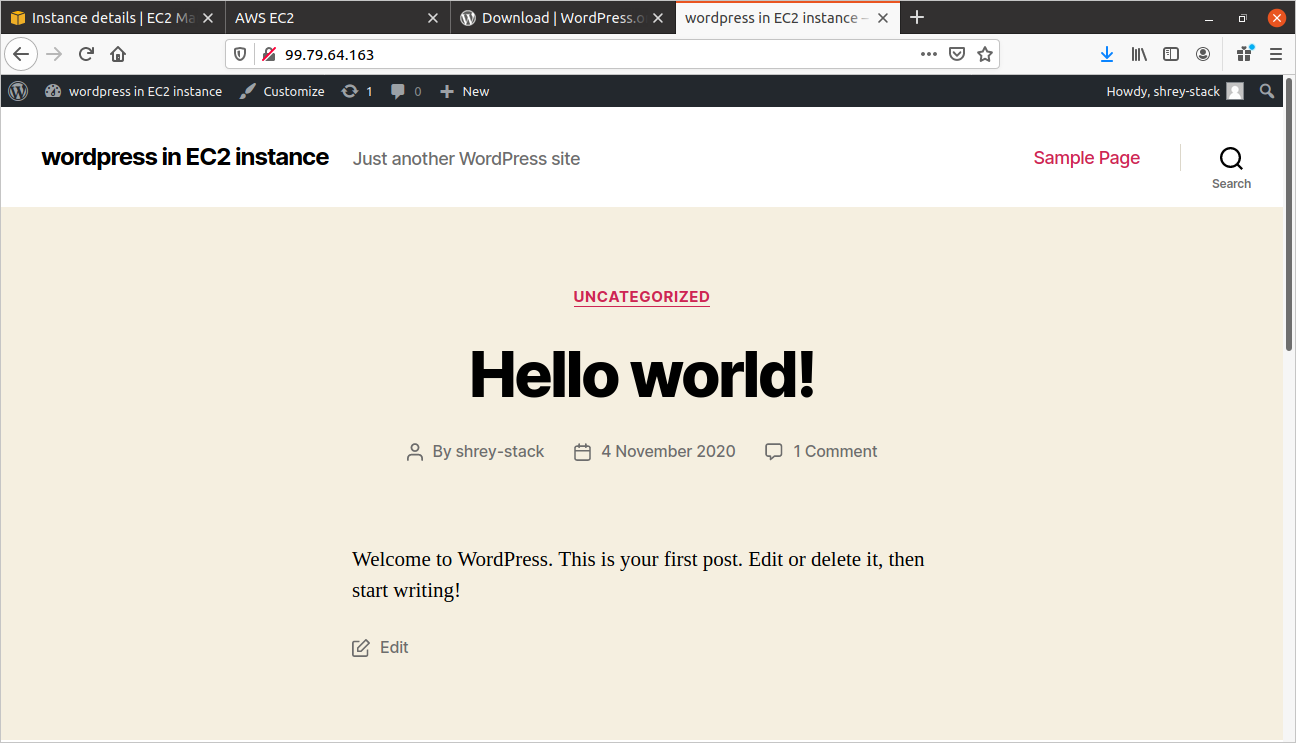 Instance details | EC2 Ma
AWS EC2
Download | WordPress.o
wordpress in EC2 instance –
99.79.64.163
wordpress in EC2 instance
Customize
1
0
New
Howdy, shrey-stack
wordpress in EC2 instance
Just another WordPress site
Sample Page
Search
UNCATEGORIZED
Hello world!
By shrey-stack
4 November 2020
1 Comment
Welcome to WordPress. This is your first post. Edit or delete it, then
start writing!
Edit